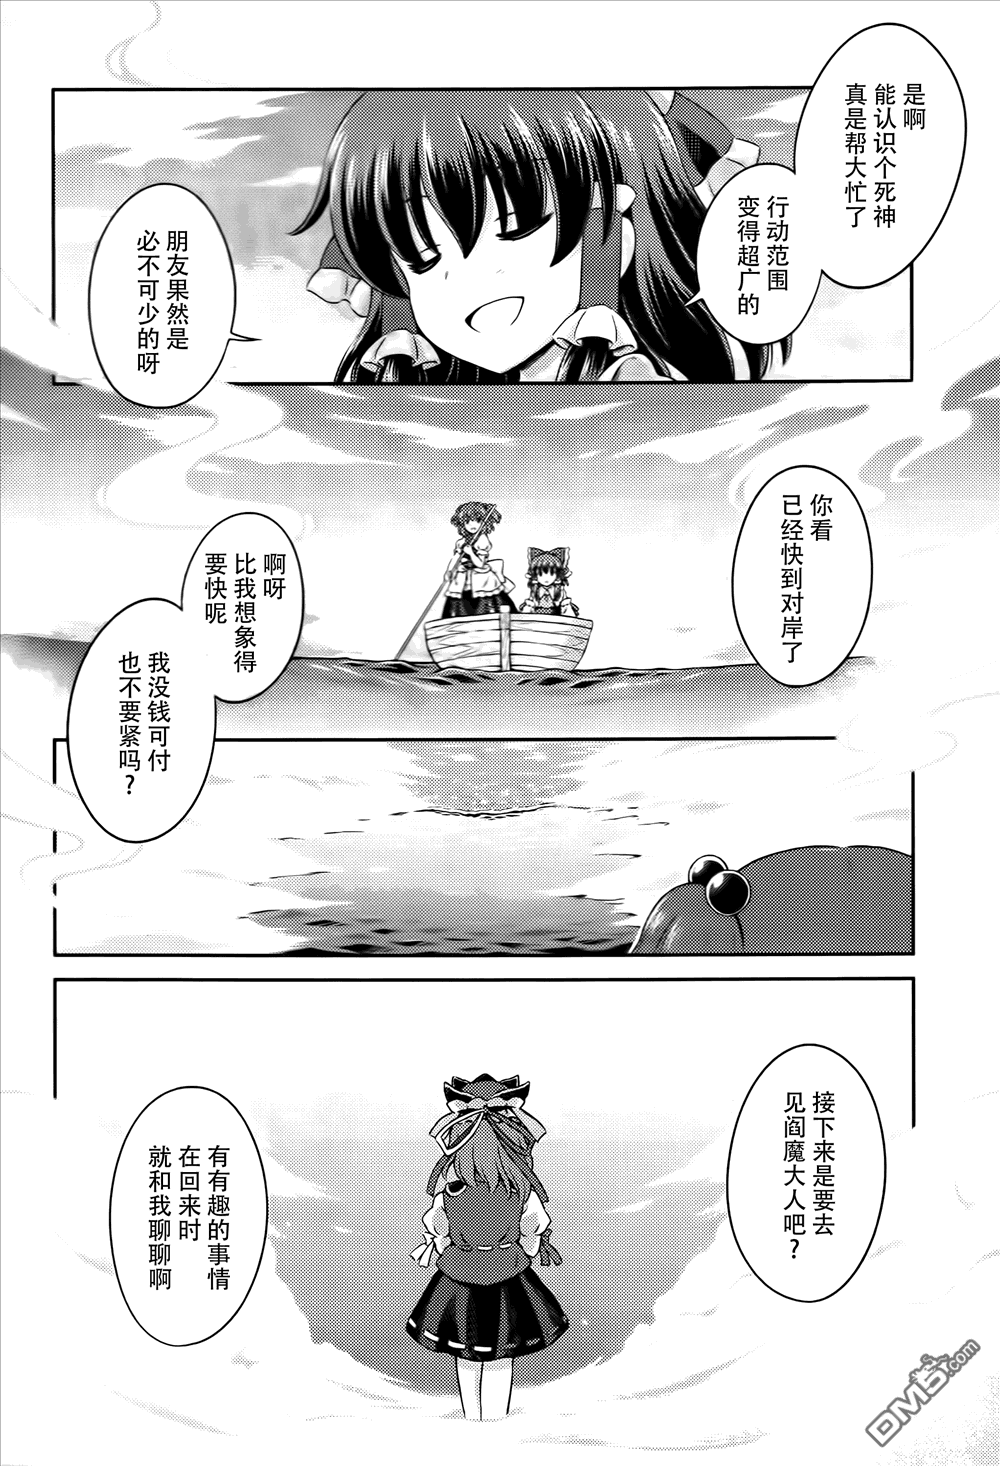 是啊
能认识个死神
真是帮大忙了
行动范围
变得超广的
朋友果然是
必不可少的呀
你看
已经快到对岸了
啊呀
比我想象得
要快呢
我没钱可付
也不要紧吗?
接下来是要去
见阎魔大人吧?
有有趣的事情
在回来时
就和我聊聊啊
DM5.com